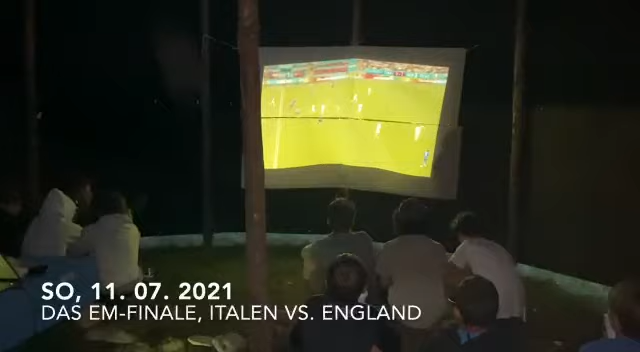 SO, 11. 07. 2021
DAS EM-FINALE, ITALEN VS. ENGLAND